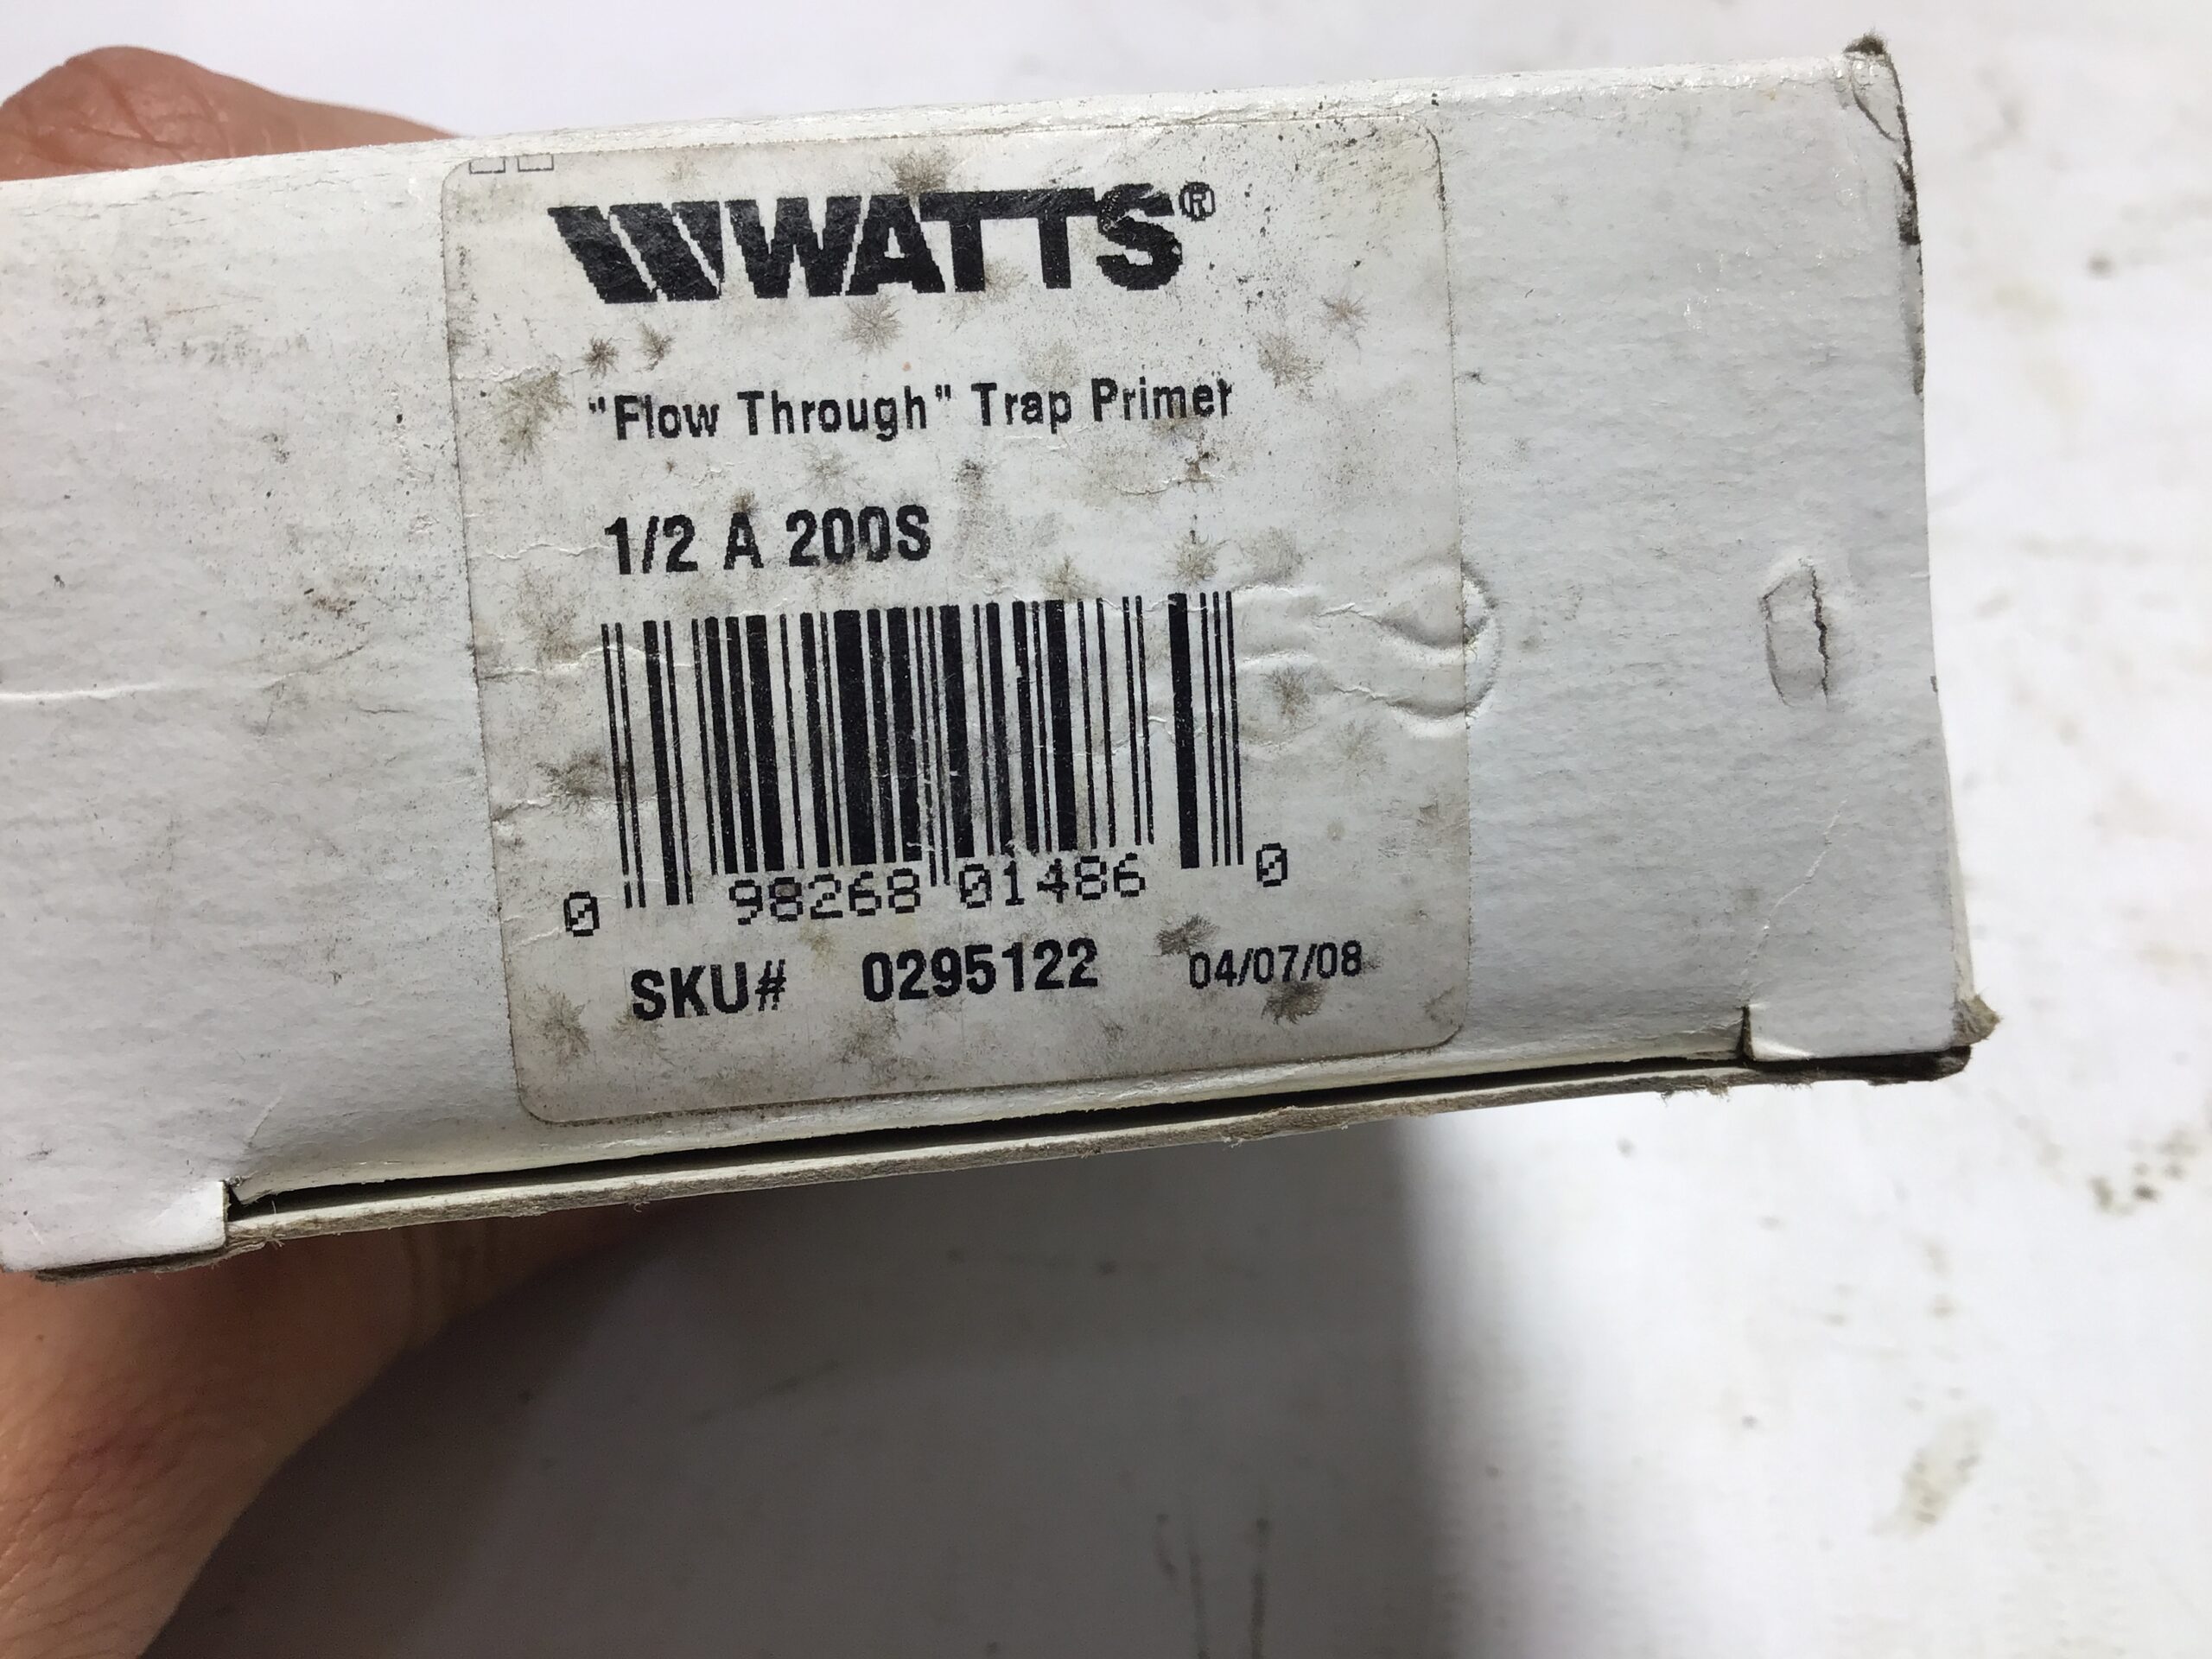 WATTS®
"Flow Through" Trap Primer
1/2 A 200S
0 98268 01486 0
SKU# 0295122 04/07/08